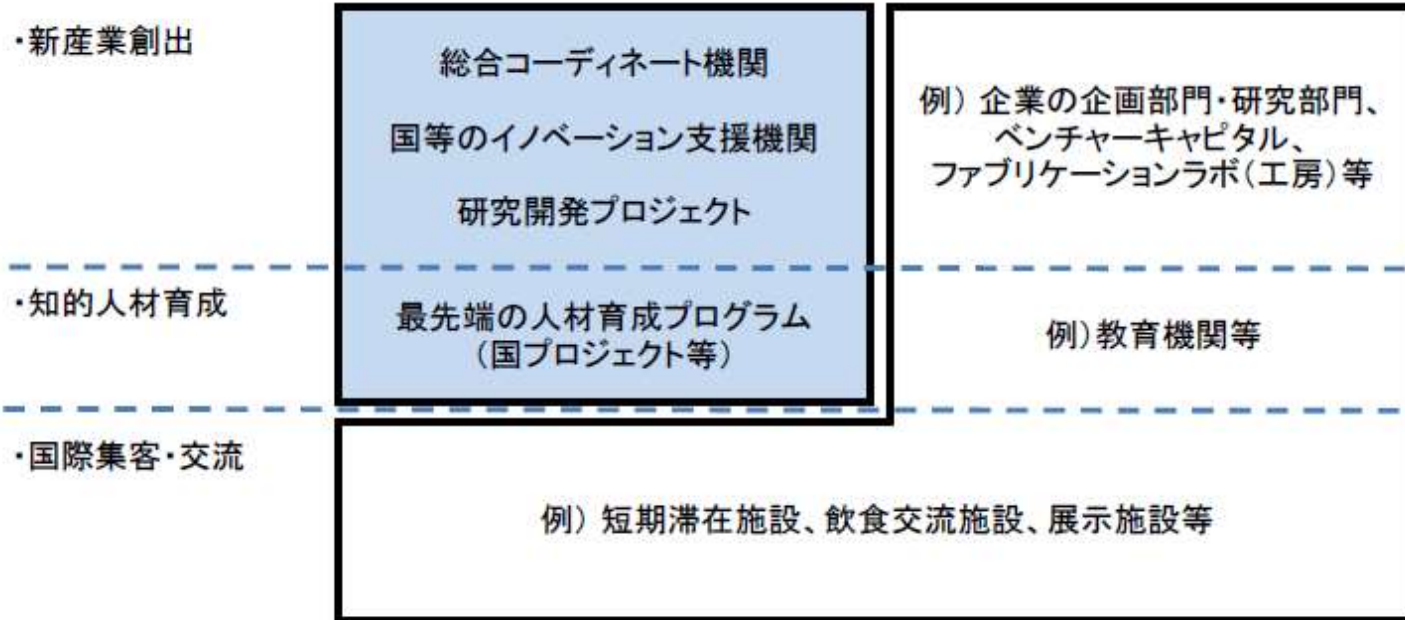 ・新産業創出
総合コーディネート機関
国等のイノベーション支援機関
研究開発プロジェクト
例） 企業の企画部門・研究部門、
ベンチャーキャピタル、
ファブリケーションラボ（工房）等
・知的人材育成
最先端の人材育成プログラム
（国プロジェクト等）
例）教育機関等
・国際集客・交流
例） 短期滞在施設、飲食交流施設、展示施設等